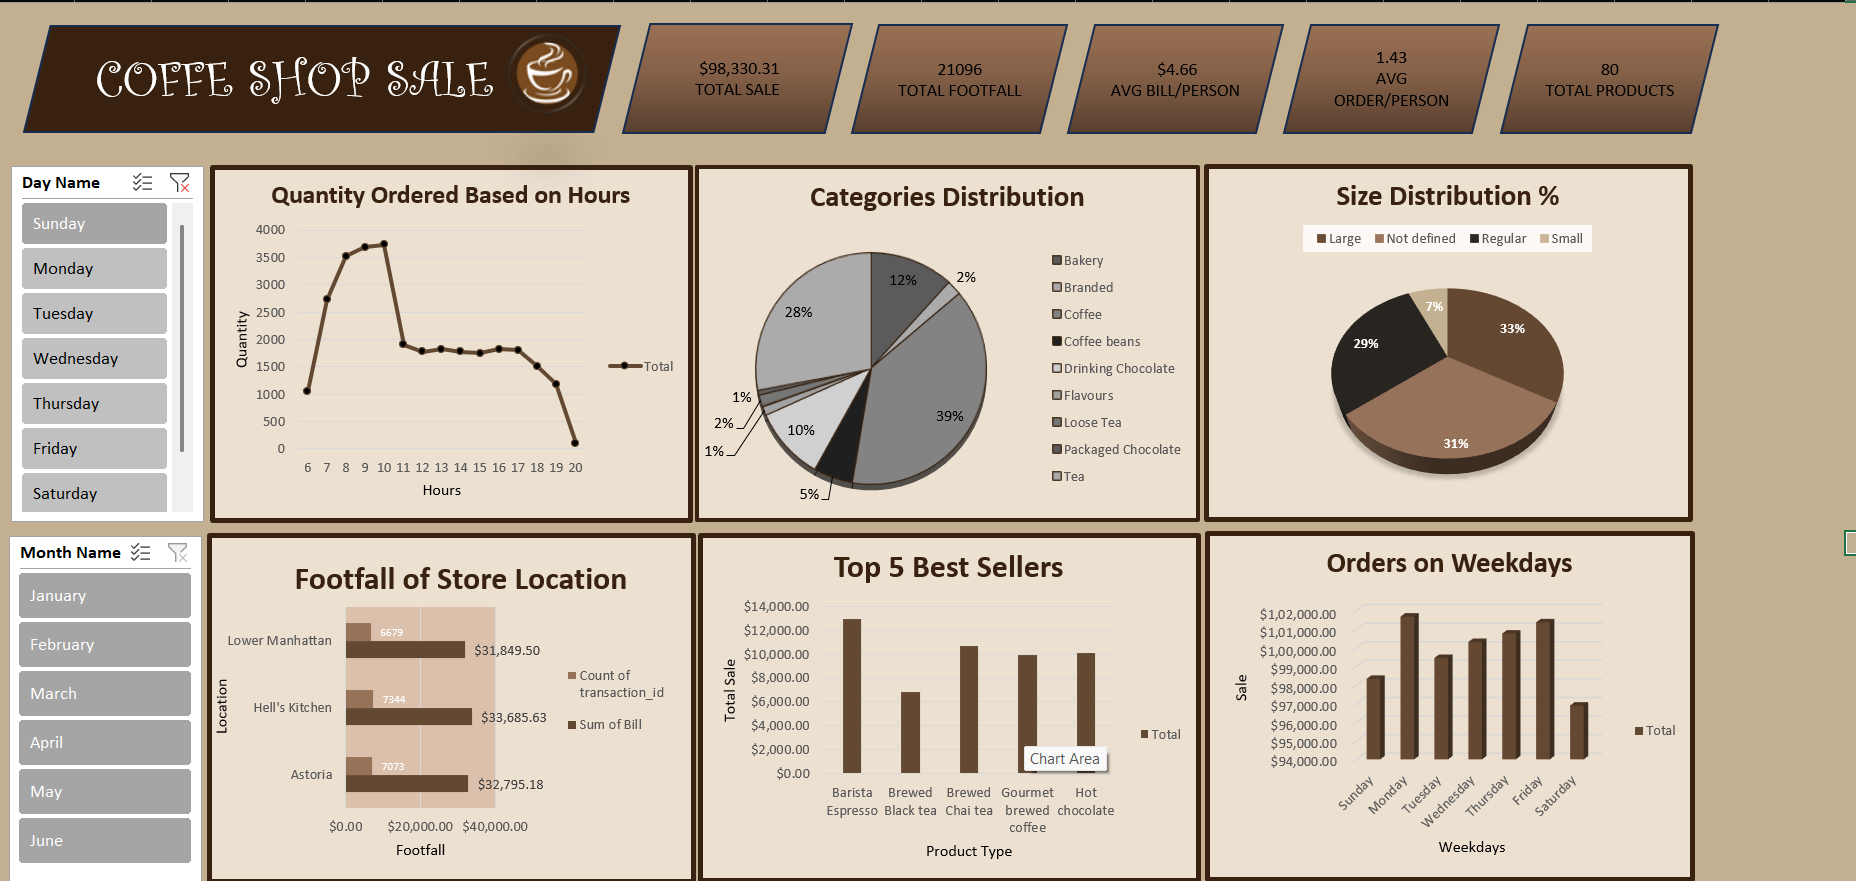 COFFE SHOP SALE
$98,330.31
TOTAL SALE
21096
TOTAL FOOTFALL
$4.66
AVG BILL/PERSON
1.43
AVG
ORDER/PERSON
80
TOTAL PRODUCTS
Day Name
Sunday
Monday
Tuesday
Wednesday
Thursday
Friday
Saturday
Quantity Ordered Based on Hours
4000
3500
3000
2500
2000
1500
1000
500
0
Quantity
6 7 8 9 10 11 12 13 14 15 16 17 18 19 20
Hours
Total
Categories Distribution
12%
2%
28%
39%
1%
2%
1%
10%
5%
Bakery
Branded
Coffee
Coffee beans
Drinking Chocolate
Flavours
Loose Tea
Packaged Chocolate
Tea
Size Distribution %
Large Not defined Regular Small
7%
33%
29%
31%
Month Name
January
February
March
April
May
June
Footfall of Store Location
Location
Lower Manhattan
6679
$31,849.50
Hell's Kitchen
7344
$33,685.63
Astoria
7073
$32,795.18
$0.00 $20,000.00 $40,000.00
Footfall
Count of
transaction_id
Sum of Bill
Top 5 Best Sellers
$14,000.00
$12,000.00
$10,000.00
$8,000.00
$6,000.00
$4,000.00
$2,000.00
$0.00
Total Sale
Barista
Espresso
Brewed
Black tea
Brewed
Chai tea
Gourmet
brewed
coffee
Hot
chocolate
Product Type
Total
Chart Area
Orders on Weekdays
$1,02,000.00
$1,01,000.00
$1,00,000.00
$99,000.00
$98,000.00
$97,000.00
$96,000.00
$95,000.00
$94,000.00
Sale
Sunday
Monday
Tuesday
Wednesday
Thursday
Friday
Saturday
Weekdays
Total